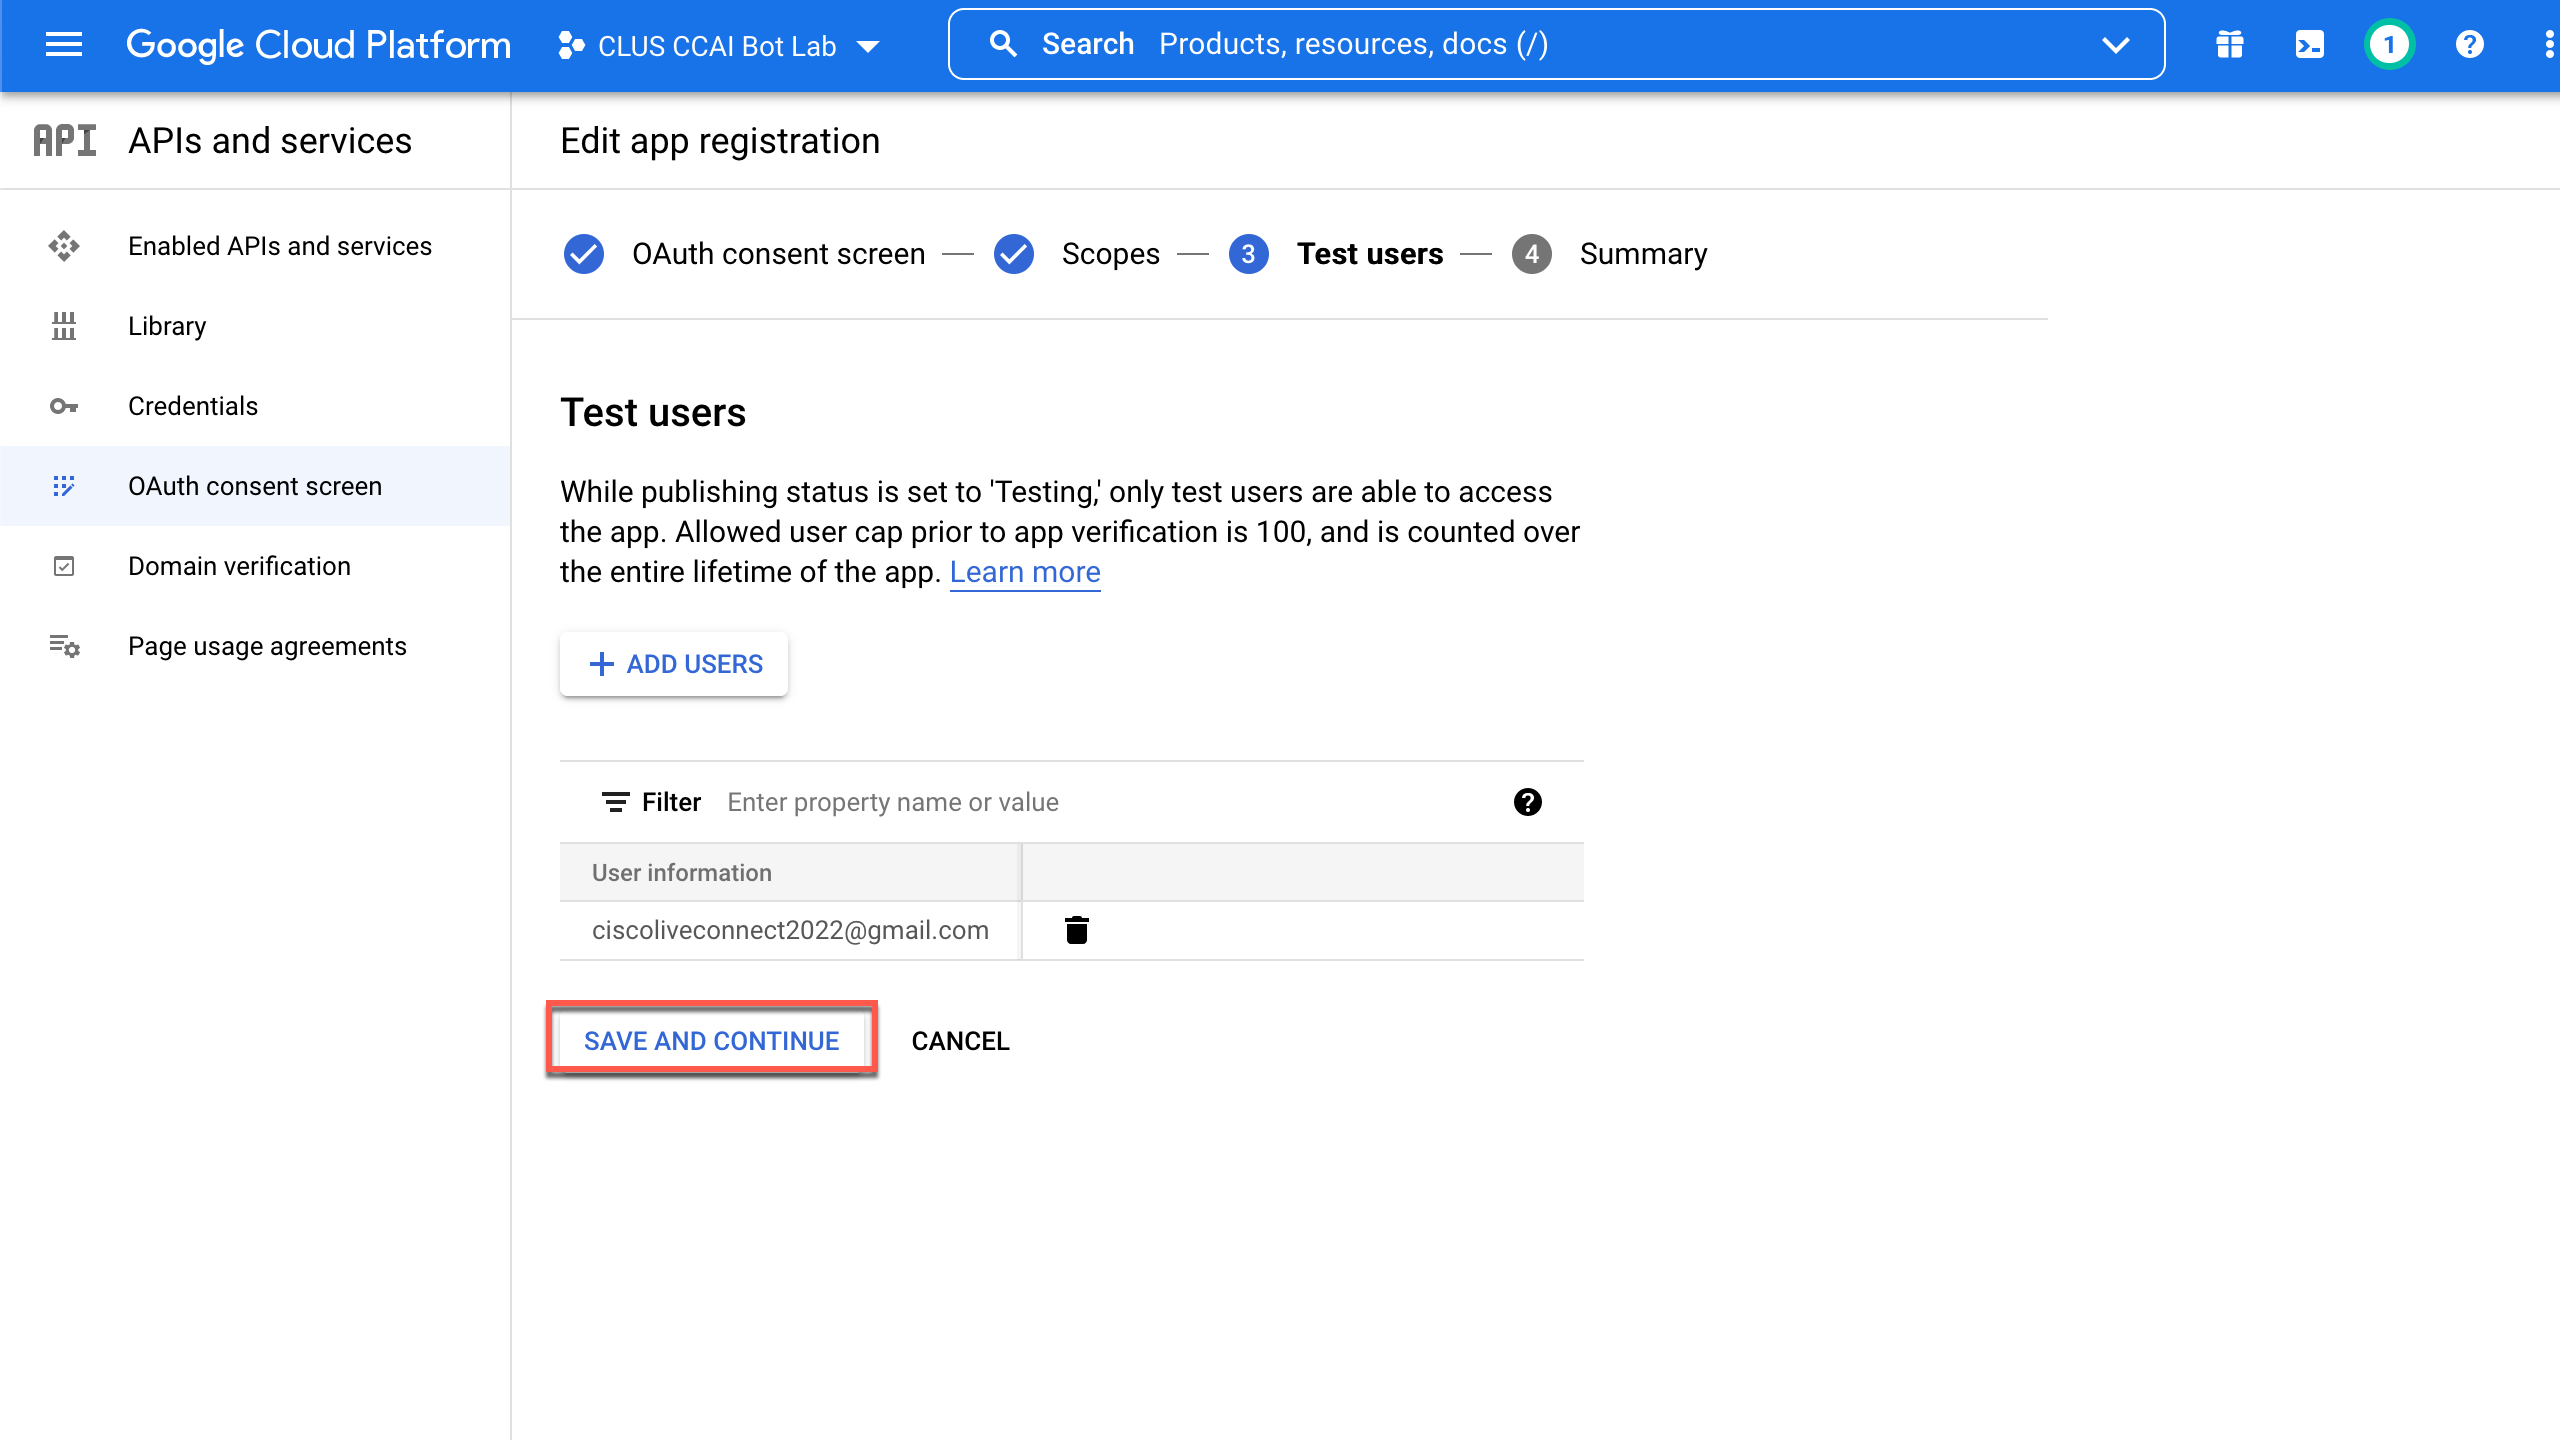 Google Cloud Platform
CLUS CCAI Bot Lab
Search Products, resources, docs (/)
1
API APIs and services
Edit app registration
Enabled APIs and services
Library
Credentials
OAuth consent screen
Domain verification
Page usage agreements
OAuth consent screen — Scopes — 3 Test users — 4 Summary
Test users
While publishing status is set to 'Testing,' only test users are able to access
the app. Allowed user cap prior to app verification is 100, and is counted over
the entire lifetime of the app. Learn more
ADD USERS
Filter Enter property name or value
User information
ciscoliveconnect2022@gmail.com
SAVE AND CONTINUE CANCEL